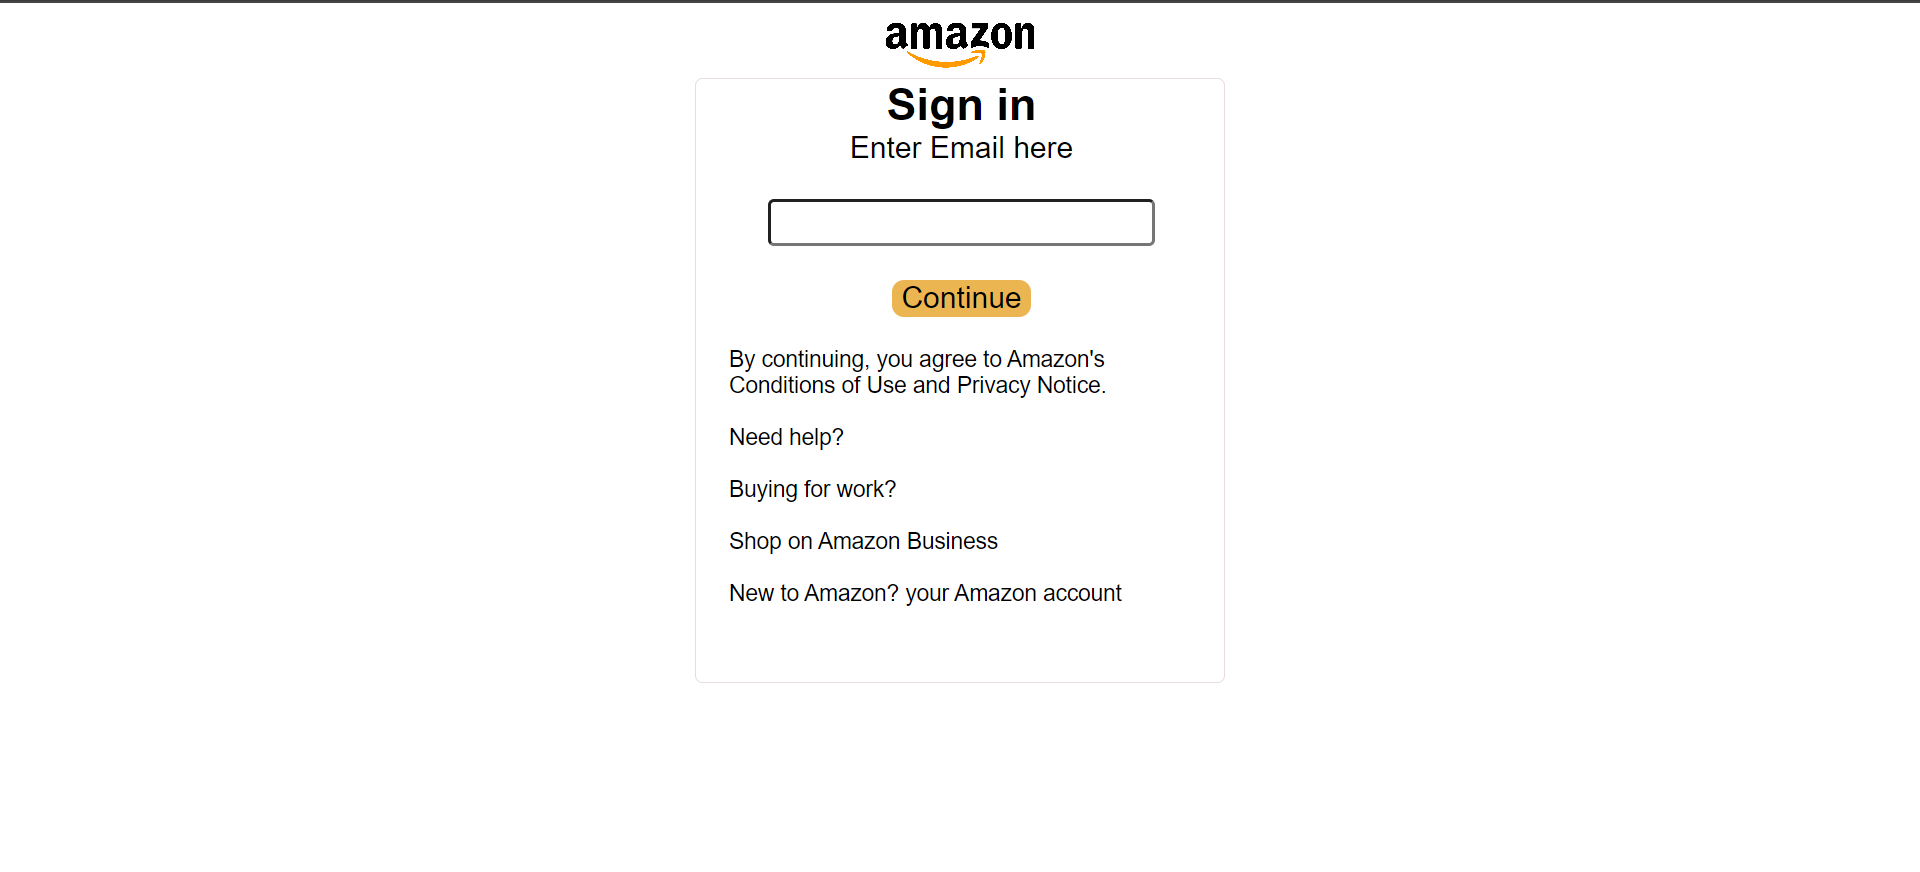 amazon
Sign in
Enter Email here
Continue
By continuing, you agree to Amazon's
Conditions of Use and Privacy Notice.
Need help?
Buying for work?
Shop on Amazon Business
New to Amazon? your Amazon account